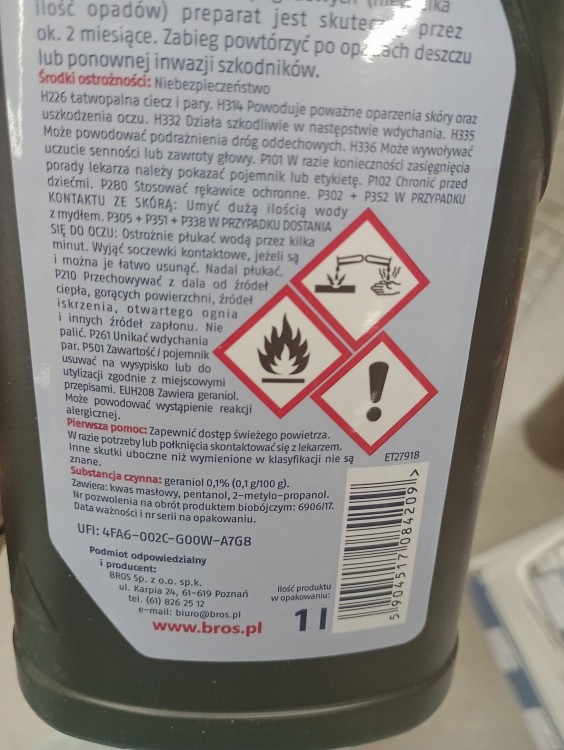 ilość opadów) preparat jest skuteczny przez
ok. 2 miesiące. Zabieg powtórzyć po opadach deszczu
lub ponownej inwazji szkodników.
Środki ostrożności: Niebezpieczeństwo
H226 Łatwopalna ciecz i pary. H314 Powoduje poważne oparzenia skóry oraz
uszkodzenia oczu. H332 Działa szkodliwie w następstwie wdychania. H335
Może powodować podrażnienia dróg oddechowych. H336 Może wywoływać
uczucie senności lub zawroty głowy. P101 W razie konieczności zasięgnięcia
porady lekarza należy pokazać pojemnik lub etykietę. P102 Chronić przed
dziećmi. P280 Stosować rękawice ochronne. P302 + P352 W PRZYPADKU
KONTAKTU ZE SKÓRĄ: Umyć dużą ilością wody
z mydłem. P305 + P351 + P338 W PRZYPADKU DOSTANIA
SIĘ DO OCZU: Ostrożnie płukać wodą przez kilka
minut. Wyjąć soczewki kontaktowe, jeżeli są
i można je łatwo usunąć. Nadal płukać.
P210 Przechowywać z dala od źródeł
ciepła, gorących powierzchni, źródeł
iskrzenia, otwartego ognia
i innych źródeł zapłonu. Nie
palić. P261 Unikać wdychania
par. P501 Zawartość / pojemnik
usuwać na wysypisko lub do
utylizacji zgodnie z miejscowymi
przepisami. EUH208 Zawiera geraniol.
Może powodować wystąpienie reakcji
alergicznej.
Pierwsza pomoc: Zapewnić dostęp świeżego powietrza.
W razie potrzeby lub połknięcia skontaktować się z lekarzem.
Inne skutki uboczne niż wymienione w klasyfikacji nie są
znane.
ET27918
Substancja czynna: geraniol 0,1% (0,1 g/100 g).
Zawiera: kwas masłowy, pentanol, 2-metylo-propanol.
Nr pozwolenia na obrót produktem biobójczym: 6906/17.
Data ważności i nr serii na opakowaniu.
UFI: 4FA6-002C-G00W-A7G8
Podmiot odpowiedzialny
i producent:
BROS Sp. z o.o. sp.k.
ul. Karpia 24, 61-619 Poznań
tel. (61) 826 25 12
e-mail: biuro@bros.pl
www.bros.pl
Ilość produktu
w opakowaniu:
1 l
5 904517 084209 >